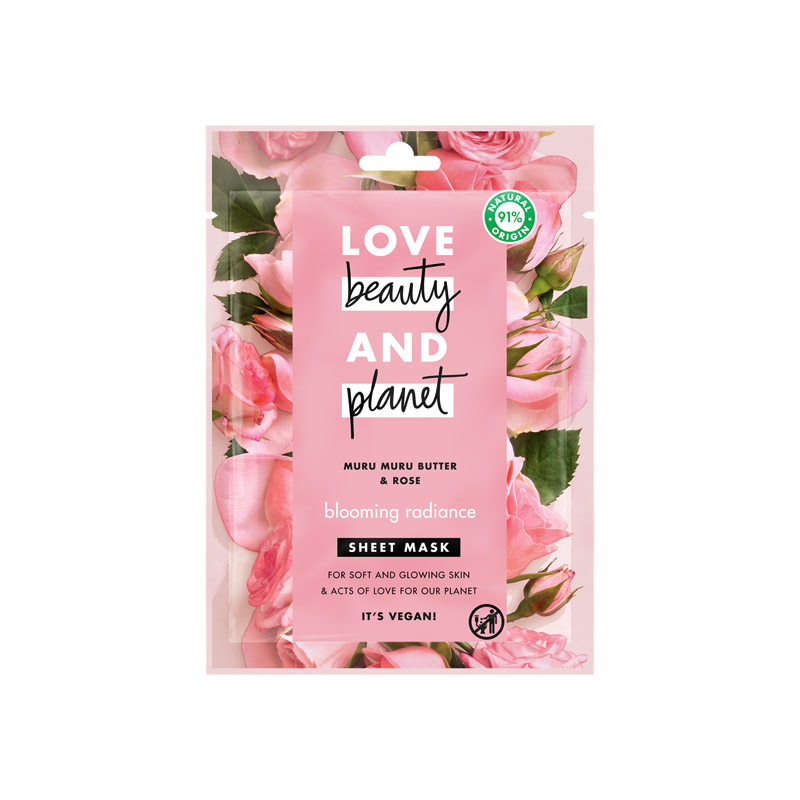 NATURAL
91%
ORIGIN
LOVE
beauty
AND
planet
MURU MURU BUTTER
& ROSE
blooming radiance
SHEET MASK
FOR SOFT AND GLOWING SKIN
& ACTS OF LOVE FOR OUR PLANET
IT'S VEGAN!